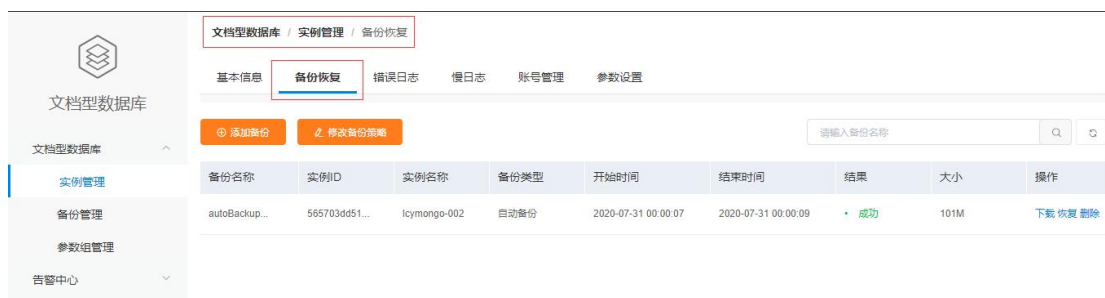 文档型数据库 / 实例管理 / 备份恢复
基本信息 备份恢复 错误日志 慢日志 账号管理 参数设置
文档型数据库
添加备份 修改备份策略 请输入备份名称
文档型数据库
实例管理
备份管理
参数组管理
告警中心
备份名称 实例ID 实例名称 备份类型 开始时间 结束时间 结果 大小 操作
autoBackup... 565703dd51... lcymongo-002 自动备份 2020-07-31 00:00:07 2020-07-31 00:00:09 成功 101M 下载 恢复 删除